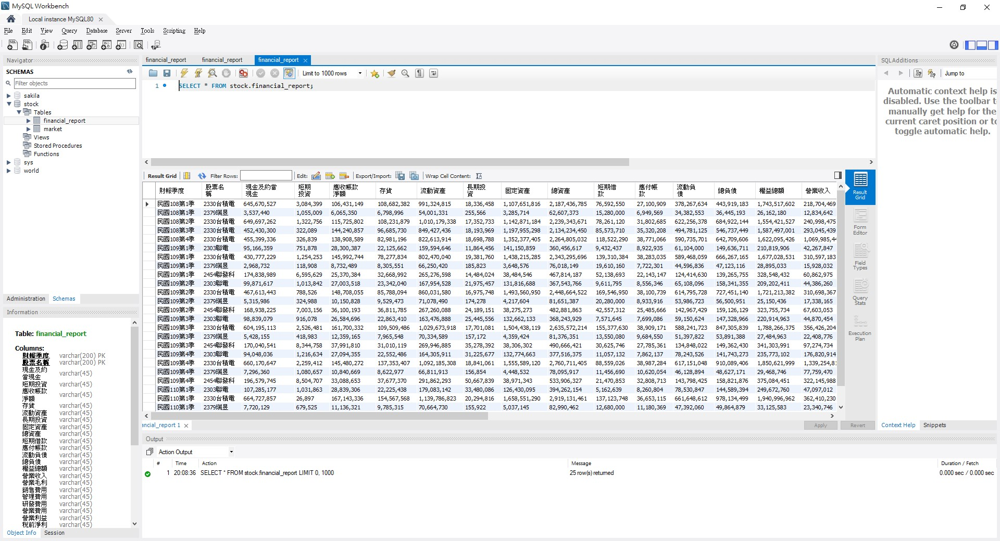 MySQL Workbench
Local instance MySQL80
File Edit View Query Database Server Tools Scripting Help
Navigator
SCHEMAS
Filter objects
sakila
stock
Tables
financial_report
market
Views
Stored Procedures
Functions
sys
world
Administration Schemas
Information
Table: financial_report
Columns:
財報季度 varchar(200) PK
股票名稱 varchar(200) PK
現金及約
當現金 varchar(45)
短期投資 varchar(45)
應收帳款
淨額 varchar(45)
存貨 varchar(45)
流動資產 varchar(45)
長期投資 varchar(45)
固定資產 varchar(45)
總資產 varchar(45)
短期借款 varchar(45)
應付帳款 varchar(45)
流動負債 varchar(45)
總負債 varchar(45)
權益總額 varchar(45)
營業收入 varchar(45)
營業毛利 varchar(45)
銷售費用 varchar(45)
管理費用 varchar(45)
研發費用 varchar(45)
營業費用 varchar(45)
營業利益 varchar(45)
稅前淨利 varchar(45)
Object Info Session
financial_report financial_report financial_report
Limit to 1000 rows
1 SELECT * FROM stock.financial_report;
Result Grid Filter Rows: Edit: Export/Import: Wrap Cell Content:
財報季度 股票名稱 現金及約當現金 短期投資 應收帳款淨額 存貨 流動資產 長期投資 固定資產 總資產 短期借款 應付帳款 流動負債 總負債 權益總額 營業收入
民國108第1季 2330台積電 645,670,527 3,084,399 106,431,149 108,682,382 991,324,815 18,336,458 1,107,651,816 2,187,436,785 76,592,550 27,100,909 378,267,634 443,919,183 1,743,517,602 218,704,469
民國108第1季 2379瑞昱 3,537,440 1,055,009 6,065,350 6,798,996 54,001,331 255,566 3,285,714 62,607,373 15,280,000 6,949,569 34,382,553 36,445,193 26,162,180 12,834,642
民國108第2季 2330台積電 649,697,262 1,322,756 115,725,802 108,231,879 1,010,179,338 17,352,733 1,142,871,184 2,239,343,671 78,261,120 31,802,685 622,256,378 684,922,144 1,554,421,527 240,998,475
民國108第3季 2330台積電 452,430,300 322,089 144,240,857 96,685,730 849,427,436 18,193,969 1,197,955,298 2,134,234,450 85,573,710 35,320,208 494,781,125 546,737,449 1,587,497,001 293,045,439
民國108第4季 2330台積電 455,399,336 326,839 138,908,589 82,981,196 822,613,914 18,698,788 1,352,377,405 2,264,805,032 118,522,290 38,771,066 590,735,701 642,709,606 1,622,095,426 1,069,985,4
民國109第1季 2303聯電 95,166,359 751,878 28,300,387 22,125,662 159,594,646 11,864,456 141,150,859 360,456,617 9,432,437 8,922,935 61,104,000 149,636,711 210,819,906 42,267,847
民國109第1季 2330台積電 430,777,229 1,254,253 145,992,744 78,277,834 802,470,040 19,381,760 1,438,215,285 2,343,295,696 139,310,384 38,283,035 589,468,059 666,267,165 1,677,028,531 310,597,183
民國109第1季 2379瑞昱 2,968,732 118,908 8,732,489 8,305,551 66,250,420 185,823 3,648,576 76,018,149 19,610,160 7,722,301 44,596,836 47,123,116 28,895,033 15,928,032
民國109第1季 2454聯發科 174,838,989 6,595,629 25,370,384 32,668,992 265,276,598 14,484,024 38,484,546 467,814,187 52,138,693 22,143,147 124,414,630 139,265,755 328,548,432 60,862,975
民國109第2季 2303聯電 99,871,617 1,013,842 27,003,518 23,342,040 167,954,528 21,975,457 131,816,688 367,543,766 9,611,795 8,556,346 65,108,096 158,341,355 209,202,411 44,386,260
民國109第2季 2330台積電 467,613,443 788,526 148,708,055 85,788,094 860,031,580 16,975,748 1,493,560,950 2,448,664,522 169,546,950 38,100,739 614,795,728 727,451,140 1,721,213,382 310,698,367
民國109第2季 2379瑞昱 5,315,986 324,988 10,150,828 9,529,473 71,078,490 174,278 4,217,604 81,651,387 20,280,000 8,933,916 53,986,723 56,500,951 25,150,436 17,338,165
民國109第2季 2454聯發科 168,938,225 7,003,156 36,100,193 36,811,785 267,260,088 24,189,151 38,275,273 482,881,863 42,557,312 25,485,666 142,967,429 159,126,129 323,755,734 67,603,053
民國109第3季 2303聯電 98,839,079 916,078 26,584,696 22,863,410 163,476,888 25,445,556 132,662,133 368,243,929 7,571,645 7,699,086 59,150,624 147,328,966 220,914,963 44,870,454
民國109第3季 2330台積電 604,195,113 2,526,481 161,700,332 109,509,486 1,029,673,918 17,701,081 1,504,438,119 2,635,572,214 155,377,630 38,909,171 588,241,723 847,305,839 1,788,266,375 356,426,204
民國109第3季 2379瑞昱 5,428,155 418,983 12,359,165 7,965,548 70,334,589 157,172 4,359,424 81,376,351 13,550,080 9,684,550 51,397,822 53,891,388 27,484,963 22,408,776
民國109第3季 2454聯發科 170,040,541 8,344,758 37,991,810 31,010,119 269,946,885 35,278,392 38,306,302 490,666,421 30,625,746 27,785,361 134,848,022 149,362,430 341,303,991 97,274,734
民國109第4季 2303聯電 94,048,036 1,216,634 27,094,355 22,552,486 164,305,911 31,225,677 132,774,663 377,516,375 11,057,132 7,862,137 78,243,526 141,743,273 235,773,102 176,820,914
民國109第4季 2330台積電 660,170,647 2,259,412 145,480,272 137,353,407 1,092,185,308 18,841,061 1,555,589,120 2,760,711,405 88,559,026 38,987,284 617,151,048 910,089,406 1,850,621,999 1,339,254,8
民國109第4季 2379瑞昱 7,296,360 1,080,657 10,840,669 8,622,977 66,811,913 156,854 4,448,532 78,095,917 11,456,690 10,620,054 46,128,894 48,627,171 29,468,746 77,759,470
民國109第4季 2454聯發科 196,579,745 8,504,707 33,088,653 37,677,370 291,862,293 50,667,839 38,971,343 533,906,327 21,470,853 32,808,713 143,798,425 158,821,876 375,084,451 322,145,988
民國110第1季 2303聯電 107,285,177 1,031,863 28,839,306 22,225,438 179,083,142 33,480,086 126,430,095 394,262,154 5,162,639 8,260,804 78,530,847 144,589,394 249,672,760 47,097,012
民國110第1季 2330台積電 664,727,857 26,897 167,143,336 154,567,568 1,139,786,823 20,294,816 1,658,551,290 2,919,131,461 137,123,748 36,653,115 661,648,612 978,134,499 1,940,996,962 362,410,230
民國110第1季 2379瑞昱 7,720,129 679,525 11,136,321 9,785,315 70,664,730 155,922 5,037,145 82,990,462 12,680,000 11,180,369 47,392,060 49,864,879 33,125,583 23,340,746
Result
Grid
Form
Editor
Field
Types
Query
Stats
Execution
Plan
ancial_report 1
Apply Revert
Output
Action Output
# Time Action Message Duration / Fetch
1 20:08:36 SELECT * FROM stock.financial_report LIMIT 0, 1000 25 row(s) returned 0.000 sec / 0.000 sec
SQLAdditions
Jump to
Automatic context help is
disabled. Use the toolbar t
manually get help for the
current caret position or to
toggle automatic help.
Context Help Snippets